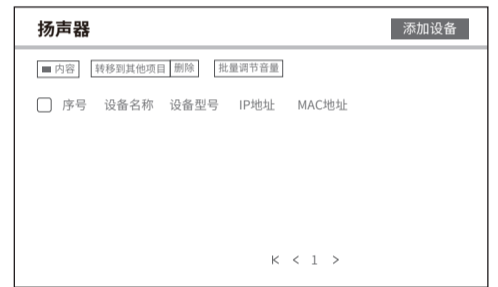 扬声器 添加设备
内容 转移到其他项目 删除 批量调节音量
序号 设备名称 设备型号 IP地址 MAC地址
K < 1 >